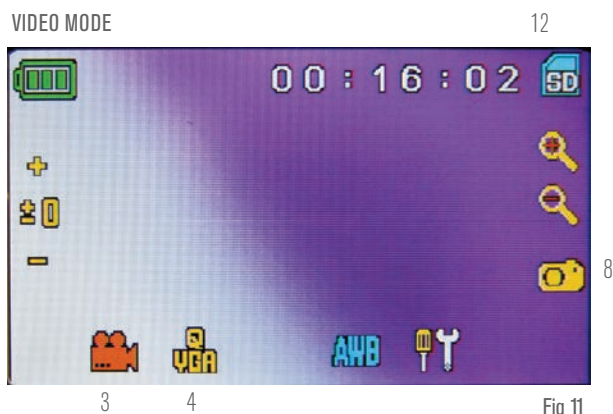 VIDEO MODE 12
00:16:02 SD
+
±0
-
8
Q
VGA AWB
3 4 Fig 11